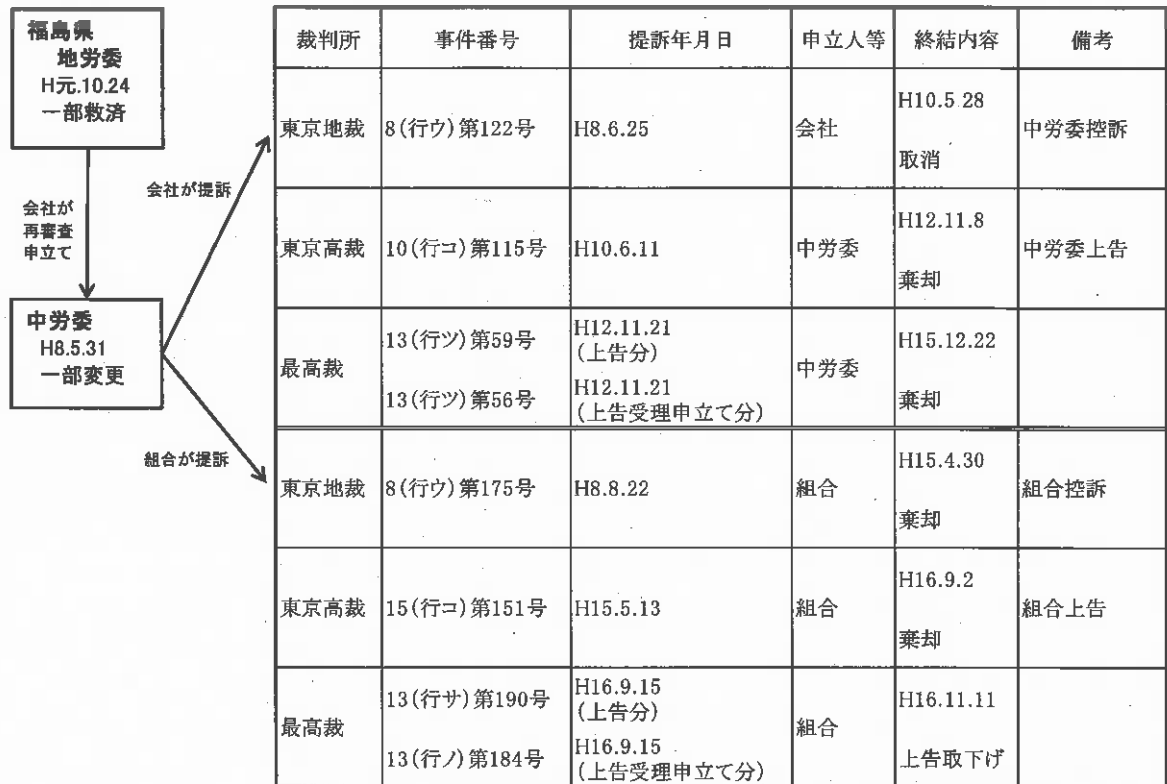 福島県
地労委
H元.10.24
一部救済
会社が
再審査
申立て
中労委
H8.5.31
一部変更
会社が提訴
組合が提訴
裁判所 事件番号 提訴年月日 申立人等 終結内容 備考
東京地裁 8(行ウ)第122号 H8.6.25 会社 H10.5.28 中労委控訴
取消
東京高裁 10(行コ)第115号 H10.6.11 中労委 H12.11.8 中労委上告
棄却
最高裁 13(行ツ)第59号 H12.11.21 中労委 H15.12.22
(上告分)
13(行ツ)第56号 H12.11.21 棄却
(上告受理申立て分)
東京地裁 8(行ウ)第175号 H8.8.22 組合 H15.4.30 組合控訴
棄却
東京高裁 15(行コ)第151号 H15.5.13 組合 H16.9.2 組合上告
棄却
最高裁 13(行サ)第190号 H16.9.15 組合 H16.11.11
(上告分)
13(行ノ)第184号 H16.9.15 上告取下げ
(上告受理申立て分)